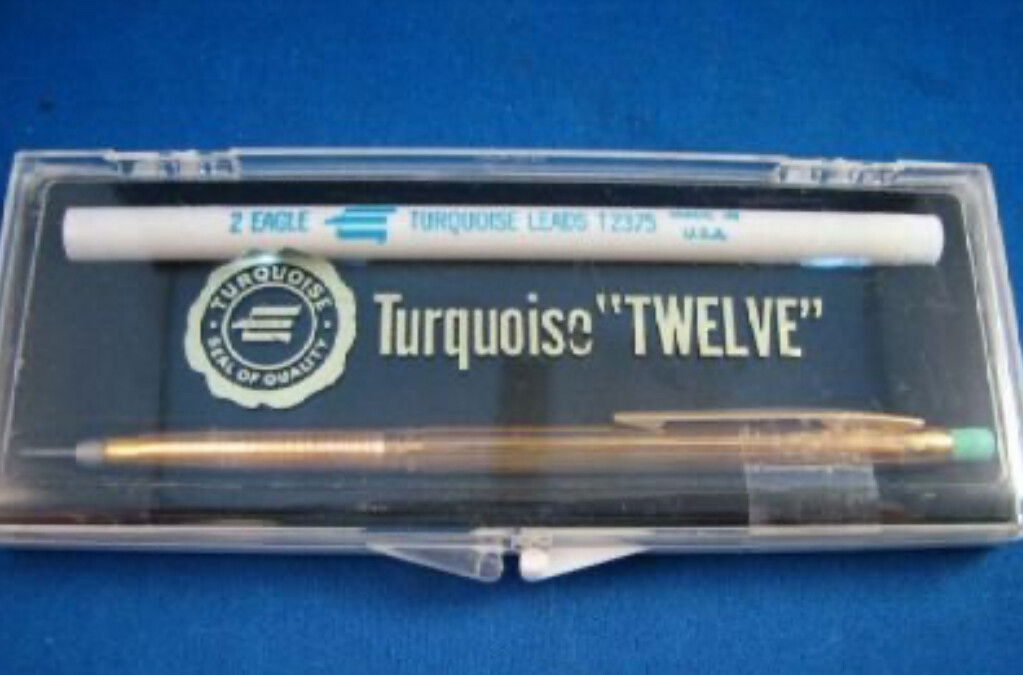 2 EAGLE TURQUOISE LEADS T2375 MADE IN
U.S.A.
TURQUOISE
SEAL OF QUALITY
Turquoise "TWELVE"